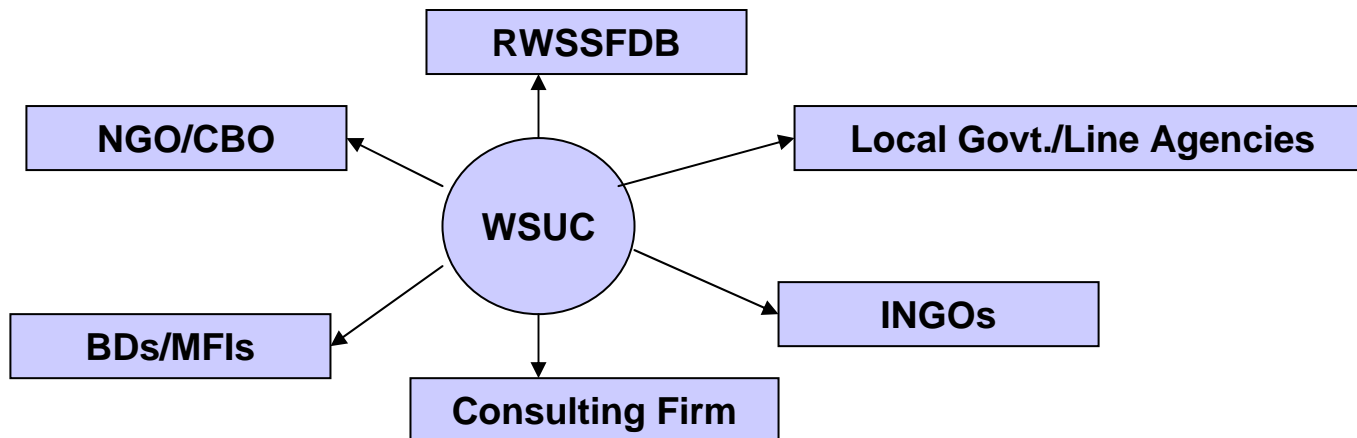 RWSSFDB
NGO/CBO
Local Govt./Line Agencies
WSUC
INGOs
BDs/MFIs
Consulting Firm